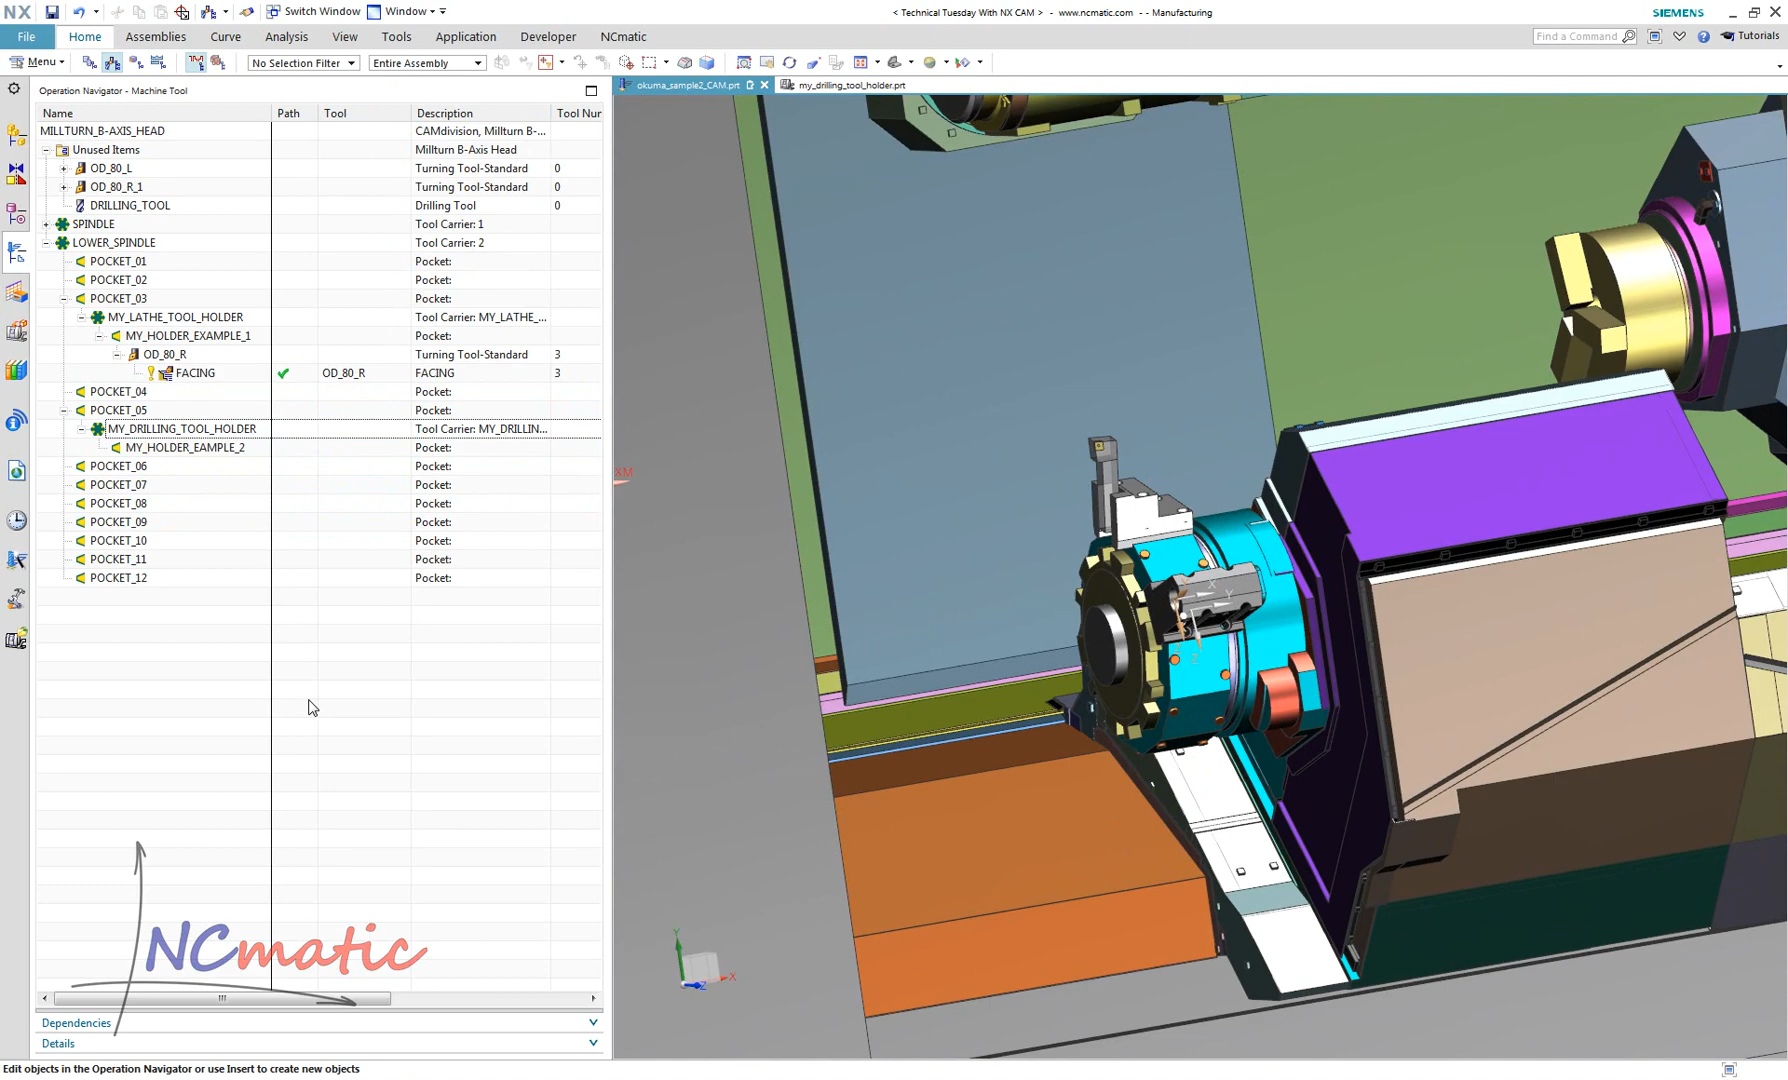 NX
Switch Window
Window
< Technical Tuesday With NX CAM > - www.ncmatic.com - - Manufacturing
SIEMENS
File
Home
Assemblies
Curve
Analysis
View
Tools
Application
Developer
NCmatic
Find a Command
Tutorials
Menu
No Selection Filter
Entire Assembly
Operation Navigator - Machine Tool
okuma_sample2_CAM.prt
my_drilling_tool_holder.prt
Name Path Tool Description Tool Nur
MILLTURN_B-AXIS_HEAD CAMdivision, Millturn B-...
Unused Items Millturn B-Axis Head
OD_80_L Turning Tool-Standard 0
OD_80_R_1 Turning Tool-Standard 0
DRILLING_TOOL Drilling Tool 0
SPINDLE Tool Carrier: 1
LOWER_SPINDLE Tool Carrier: 2
POCKET_01 Pocket:
POCKET_02 Pocket:
POCKET_03 Pocket:
MY_LATHE_TOOL_HOLDER Tool Carrier: MY_LATHE_...
MY_HOLDER_EXAMPLE_1 Pocket:
OD_80_R Turning Tool-Standard 3
FACING OD_80_R FACING 3
POCKET_04 Pocket:
POCKET_05 Pocket:
MY_DRILLING_TOOL_HOLDER Tool Carrier: MY_DRILLIN...
MY_HOLDER_EAMPLE_2 Pocket:
POCKET_06 Pocket:
POCKET_07 Pocket:
POCKET_08 Pocket:
POCKET_09 Pocket:
POCKET_10 Pocket:
POCKET_11 Pocket:
POCKET_12 Pocket:
XM
X
Y
NCmatic
Y
X
Z
Dependencies
Details
Edit objects in the Operation Navigator or use Insert to create new objects